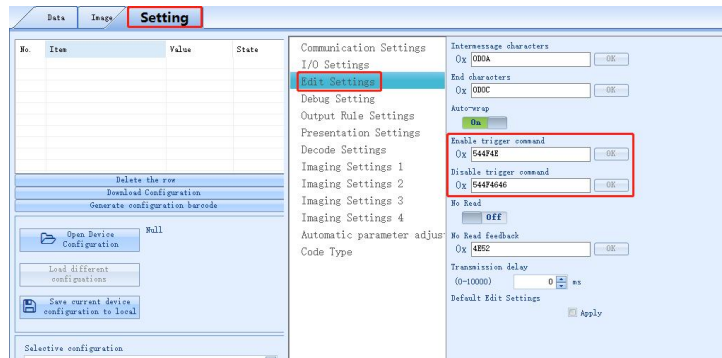 Data Image Setting
No. Item Value State
Delete the row
Download Configuration
Generate configuration barcode
Open Device
Configuration
Null
Load different
configurations
Save current device
configuration to local
Selective configuration
Communication Settings
I/O Settings
Edit Settings
Debug Setting
Output Rule Settings
Presentation Settings
Decode Settings
Imaging Settings 1
Imaging Settings 2
Imaging Settings 3
Imaging Settings 4
Automatic parameter adjus
Code Type
Intermessage characters
0x 0D0A OK
End characters
0x 0D0C OK
Auto-wrap
On
Enable trigger command
0x 544F4E OK
Disable trigger command
0x 544F4646 OK
No Read
Off
No Read feedback
0x 4E52 OK
Transmission delay
(0-10000) 0 ms
Default Edit Settings
Apply